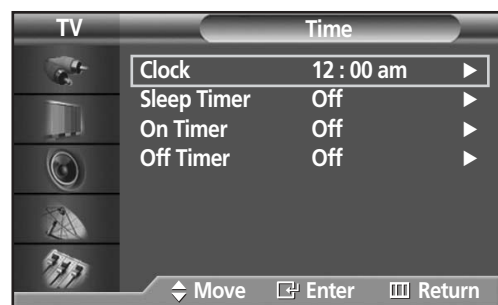 TV Time
Clock 12 : 00 am
Sleep Timer Off
On Timer Off
Off Timer Off
Move Enter Return